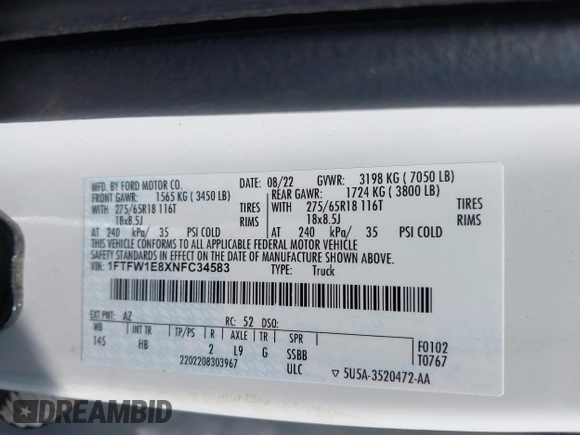 MFD. BY FORD MOTOR CO.
DATE: 08/22 GVWR: 3198 KG ( 7050 LB)
FRONT GAWR: 1565 KG ( 3450 LB) REAR GAWR: 1724 KG ( 3800 LB)
WITH 275/65R18 116T TIRES WITH 275/65R18 116T TIRES
18x8.5J RIMS 18x8.5J RIMS
AT 240 kPa/ 35 PSI COLD AT 240 kPa/ 35 PSI COLD
THIS VEHICLE CONFORMS TO ALL APPLICABLE FEDERAL MOTOR VEHICLE
SAFETY STANDARDS IN EFFECT ON THE DATE OF MANUFACTURE SHOWN ABOVE.
VIN: 1FTFW1E8XNFC34583 TYPE: Truck
EXT PNT: AZ RC: 52 DSO:
WB INT TR TP/PS R AXLE TR SPR F0102
145 HB 2 L9 G SSBB T0767
2202208303967 ULC ▽ 5U5A-3520472-AA
DREAMBID